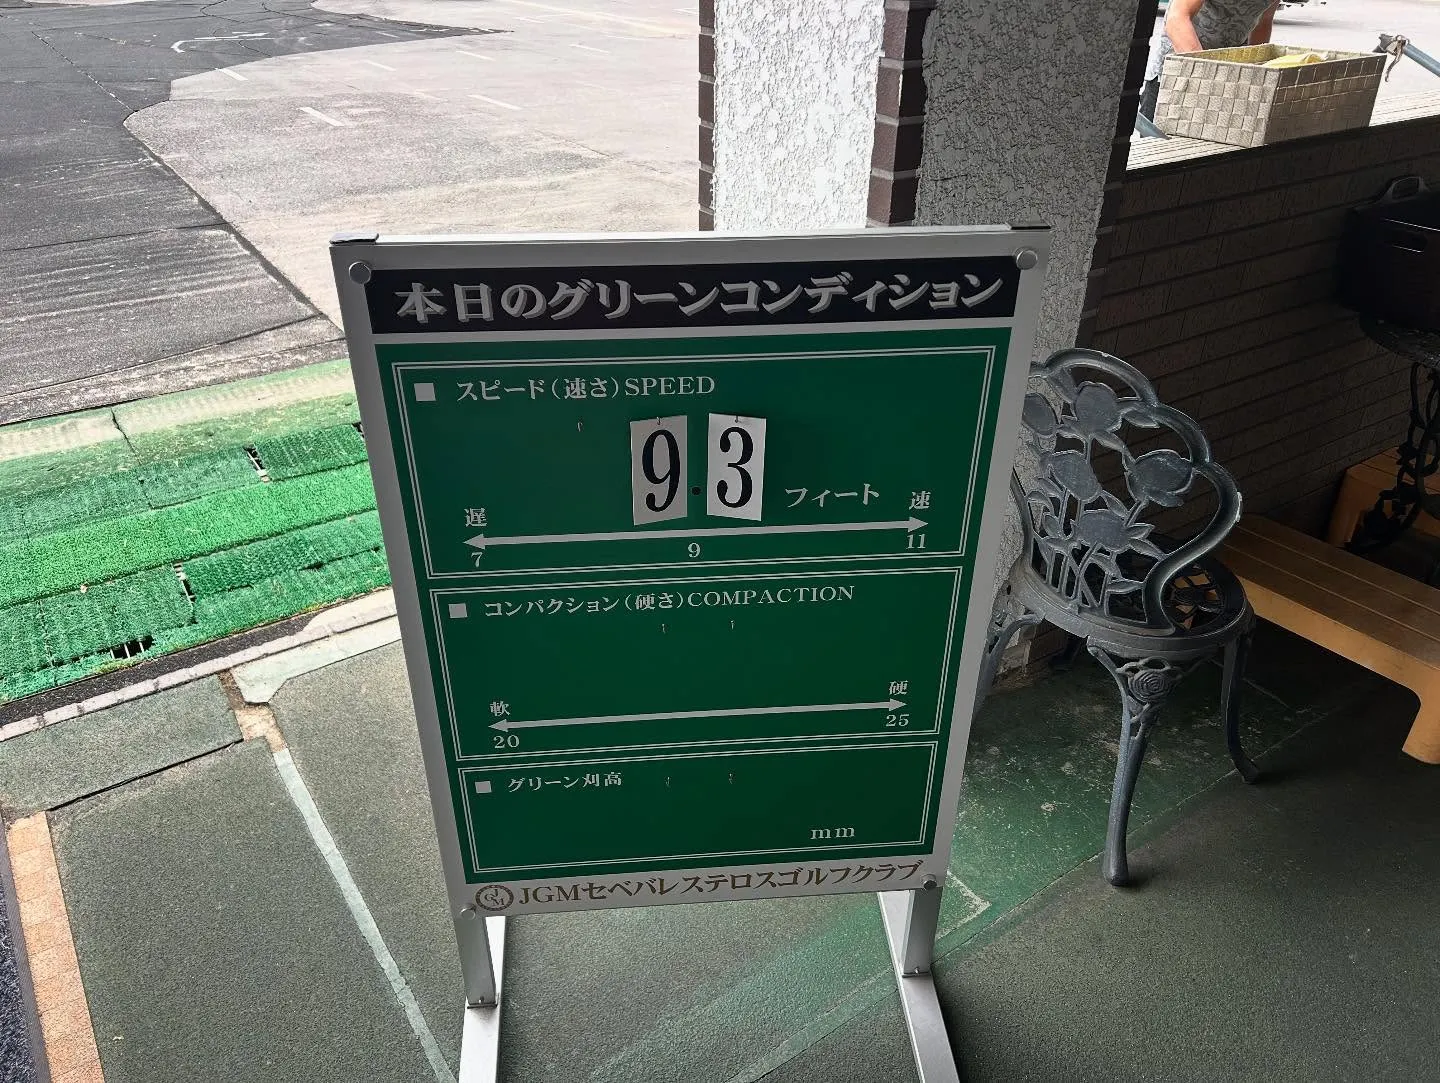 本日のグリーンコンディション
■ スピード(速さ)SPEED
9.3 フィート
遅 速
7 9 11
■ コンパクション(硬さ)COMPACTION
軟 硬
20 25
■ グリーン刈高
mm
JGM JGMセベバレステロスゴルフクラブ